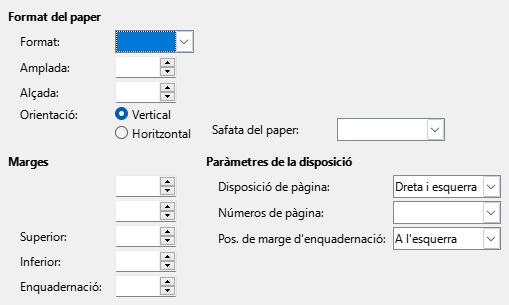 Format del paper
Format:
Amplada:
Alçada:
Orientació:
Vertical
Horitzontal
Safata del paper:
Marges
Superior:
Inferior:
Enquadernació:
Paràmetres de la disposició
Disposició de pàgina:
Dreta i esquerra
Números de pàgina:
Pos. de marge d'enquadernació:
A l'esquerra